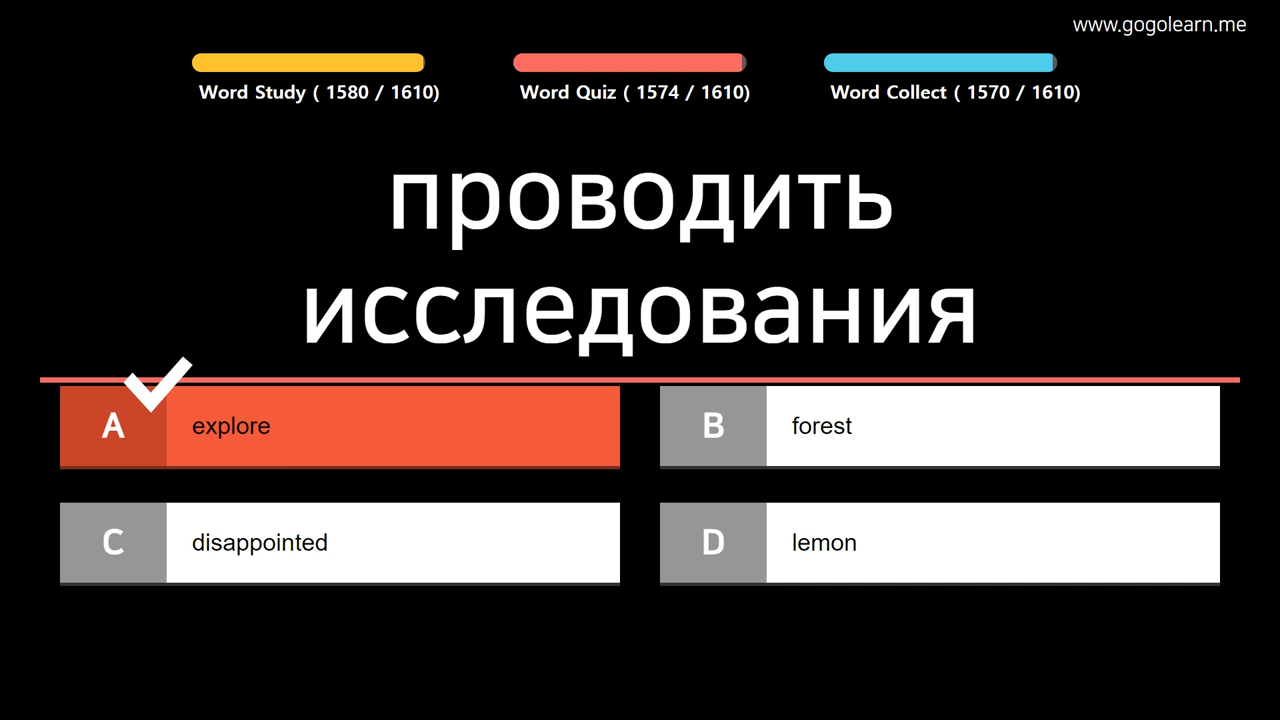 www.gogolearn.me
Word Study ( 1580 / 1610)
Word Quiz ( 1574 / 1610)
Word Collect ( 1570 / 1610)
проводить
исследования
A explore
B forest
C disappointed
D lemon